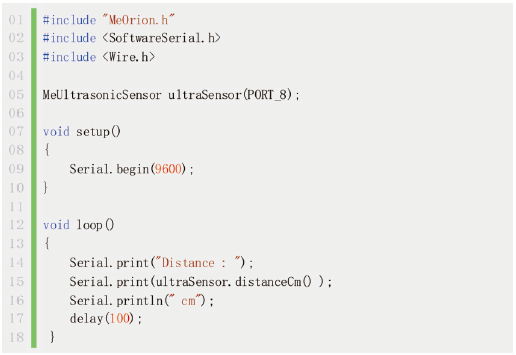 01 #include "MeOrion.h"
02 #include <SoftwareSerial.h>
03 #include <Wire.h>
04
05 MeUltrasonicSensor ultraSensor(PORT_8);
06
07 void setup()
08 {
09     Serial.begin(9600);
10 }
11
12 void loop()
13 {
14     Serial.print("Distance : ");
15     Serial.print(ultraSensor.distanceCm() );
16     Serial.println(" cm");
17     delay(100);
18  }